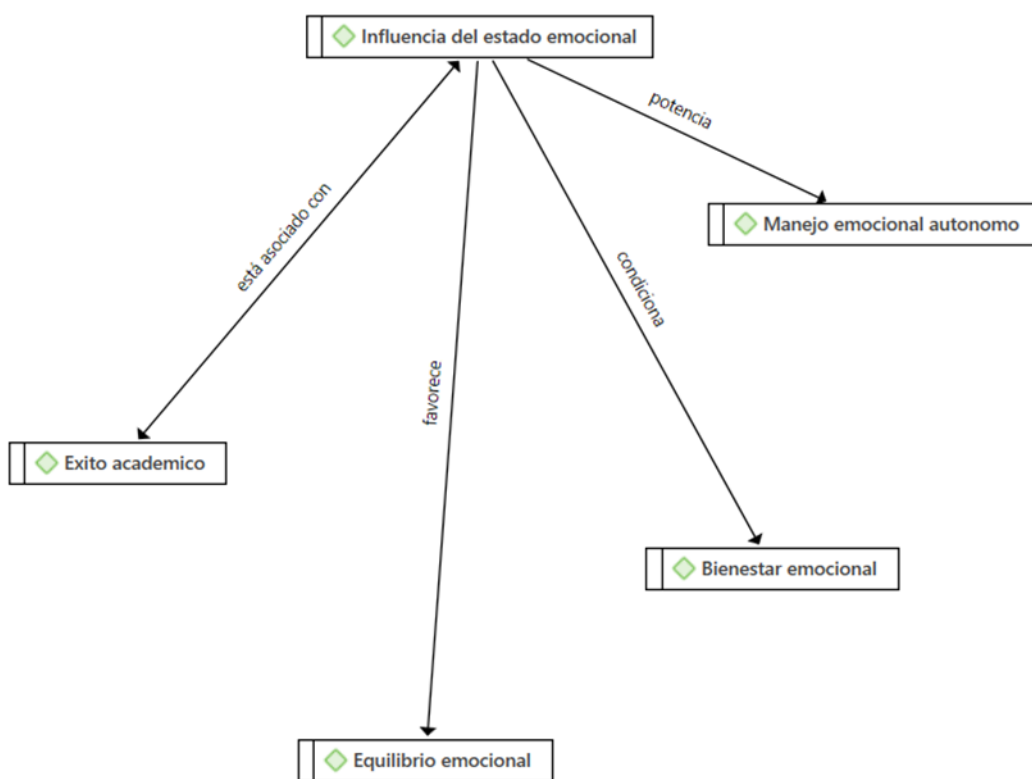 Influencia del estado emocional
potencia
Manejo emocional autonomo
está asociado con
condiciona
favorece
Exito academico
Bienestar emocional
Equilibrio emocional